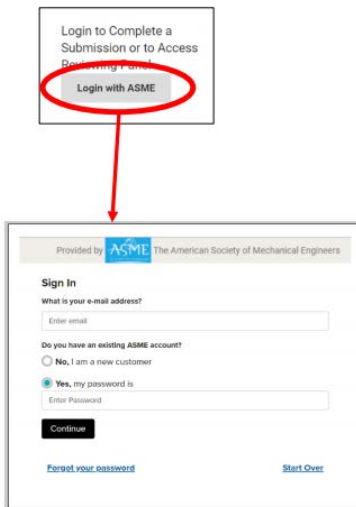 Login to Complete a
Submission or to Access
Reviewing Panel
Login with ASME
Provided by ASME The American Society of Mechanical Engineers
Sign In
What is your e-mail address?
Enter email
Do you have an existing ASME account?
No, I am a new customer
Yes, my password is
Enter Password
Continue
Forgot your password Start Over